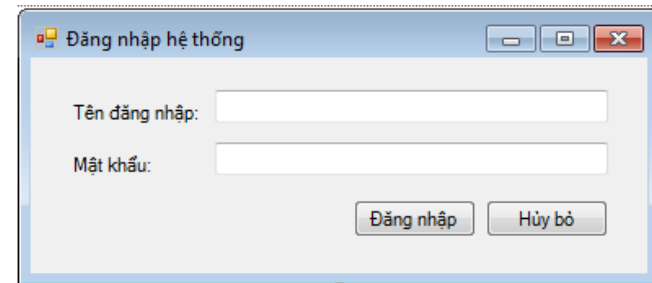 Đăng nhập hệ thống
Tên đăng nhập:
Mật khẩu:
Đăng nhập Hủy bỏ